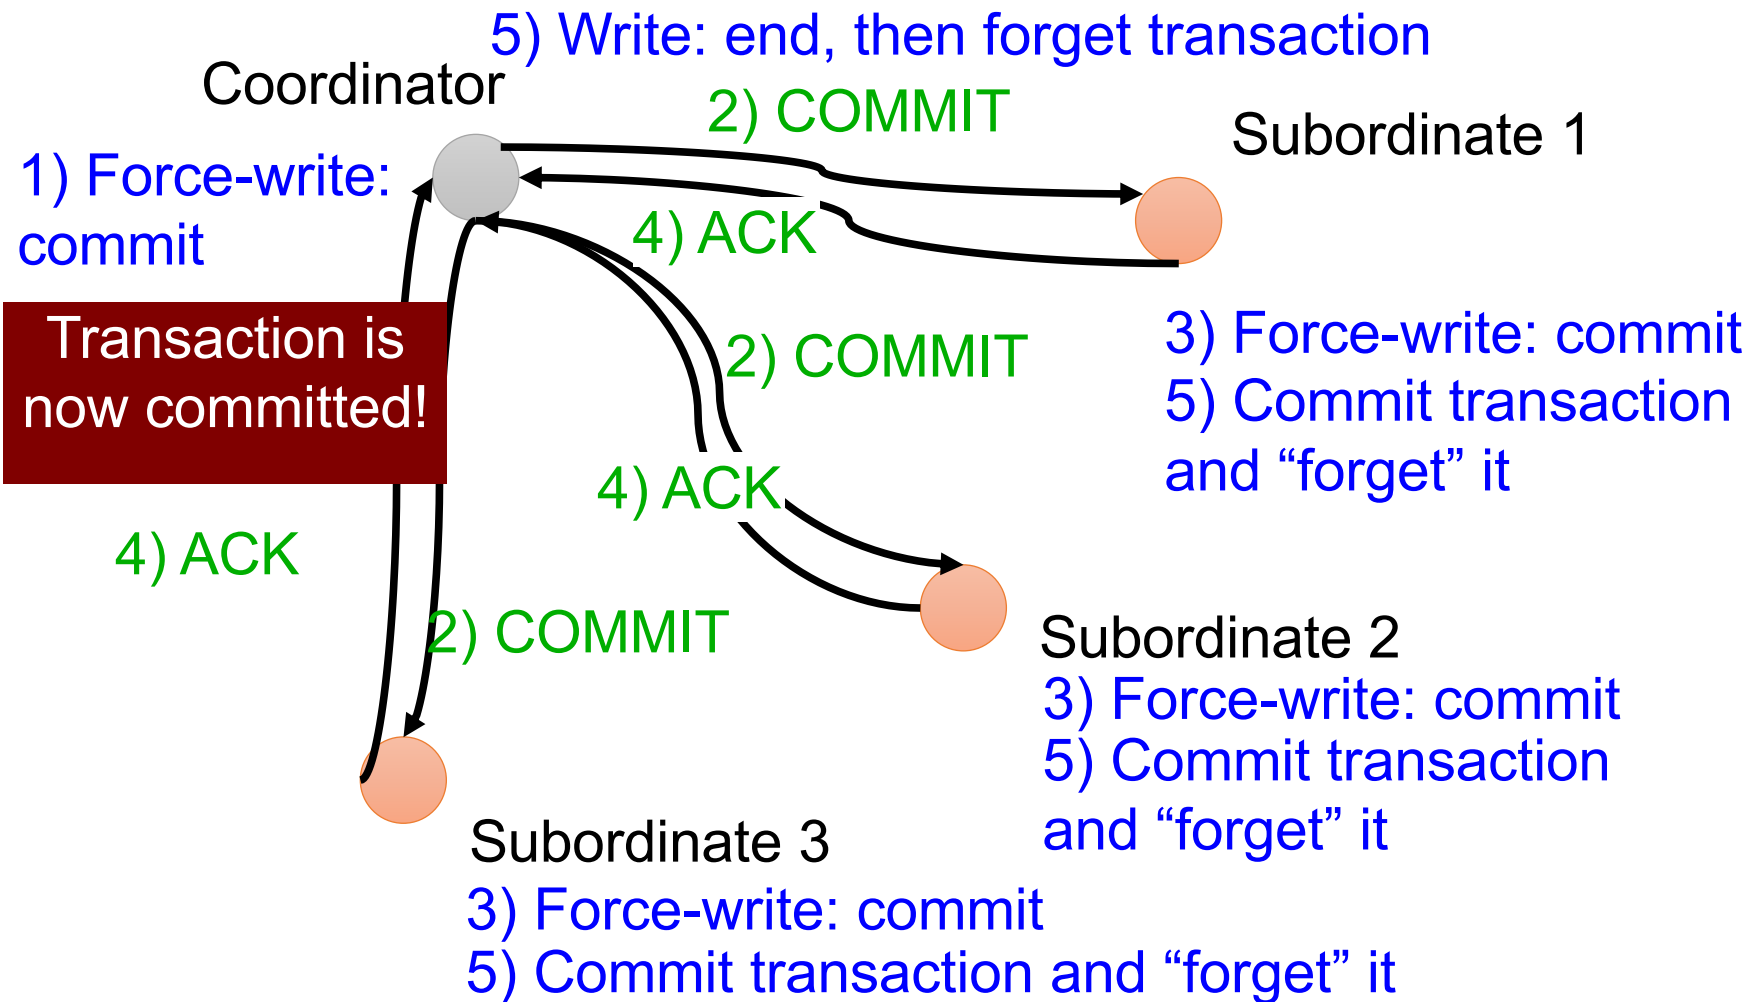 5) Write: end, then forget transaction
Coordinator
2) COMMIT
Subordinate 1
1) Force-write:
commit
4) ACK
Transaction is
now committed!
2) COMMIT
3) Force-write: commit
5) Commit transaction
and “forget” it
4) ACK
4) ACK
2) COMMIT
Subordinate 2
3) Force-write: commit
5) Commit transaction
and “forget” it
Subordinate 3
3) Force-write: commit
5) Commit transaction and “forget” it